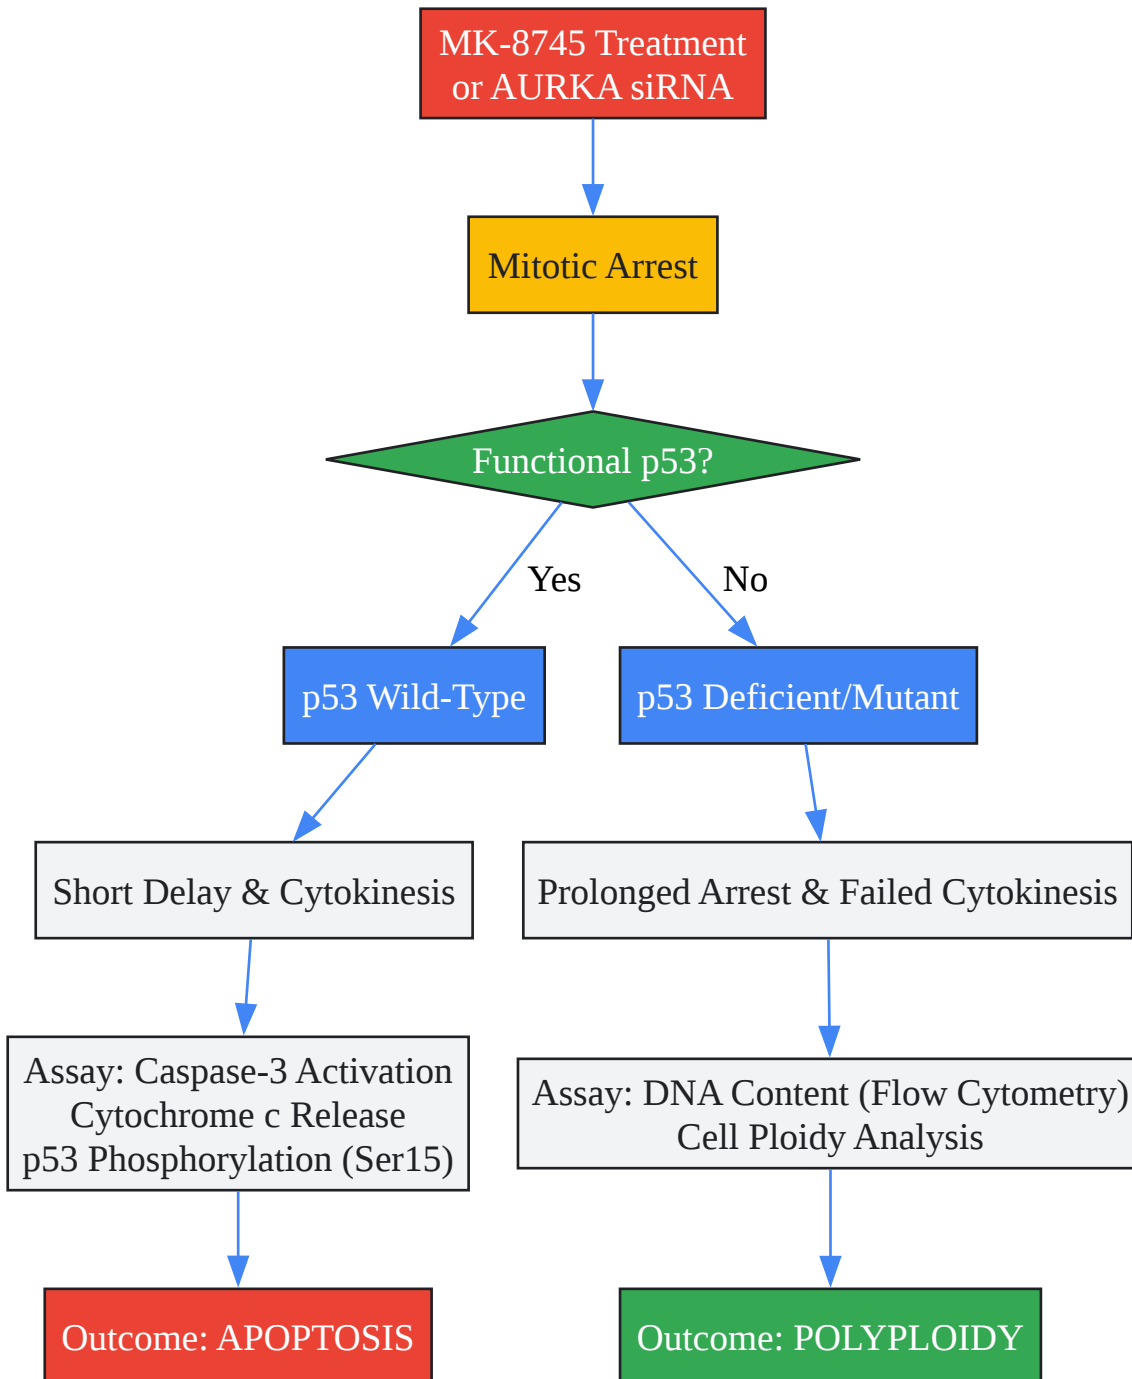 MK-8745 Treatment
or AURKA siRNA
Mitotic Arrest
Functional p53?
Yes
No
p53 Wild-Type
p53 Deficient/Mutant
Short Delay & Cytokinesis
Prolonged Arrest & Failed Cytokinesis
Assay: Caspase-3 Activation
Cytochrome c Release
p53 Phosphorylation (Ser15)
Assay: DNA Content (Flow Cytometry)
Cell Ploidy Analysis
Outcome: APOPTOSIS
Outcome: POLYPLOIDY